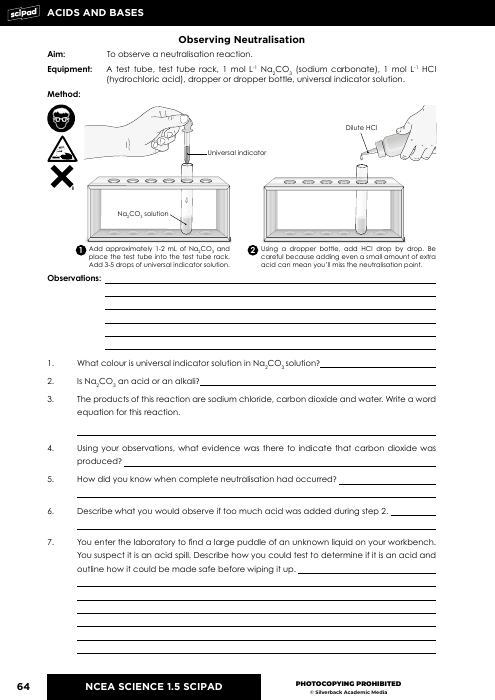 scipad ACIDS AND BASES
Observing Neutralisation
Aim: To observe a neutralisation reaction.
Equipment: A test tube, test tube rack, 1 mol L⁻¹ Na₂CO₃ (sodium carbonate), 1 mol L⁻¹ HCl
(hydrochloric acid), dropper or dropper bottle, universal indicator solution.
Method:
Universal indicator
Na₂CO₃ solution
Dilute HCl
1 Add approximately 1-2 mL of Na₂CO₃ and
place the test tube into the test tube rack.
Add 3-5 drops of universal indicator solution.
2 Using a dropper bottle, add HCl drop by drop. Be
careful because adding even a small amount of extra
acid can mean you'll miss the neutralisation point.
Observations:
1. What colour is universal indicator solution in Na₂CO₃ solution?
2. Is Na₂CO₃ an acid or an alkali?
3. The products of this reaction are sodium chloride, carbon dioxide and water. Write a word
equation for this reaction.
4. Using your observations, what evidence was there to indicate that carbon dioxide was
produced?
5. How did you know when complete neutralisation had occurred?
6. Describe what you would observe if too much acid was added during step 2.
7. You enter the laboratory to find a large puddle of an unknown liquid on your workbench.
You suspect it is an acid spill. Describe how you could test to determine if it is an acid and
outline how it could be made safe before wiping it up.
64 NCEA SCIENCE 1.5 SCIPAD PHOTOCOPYING PROHIBITED
© Silverback Academic Media